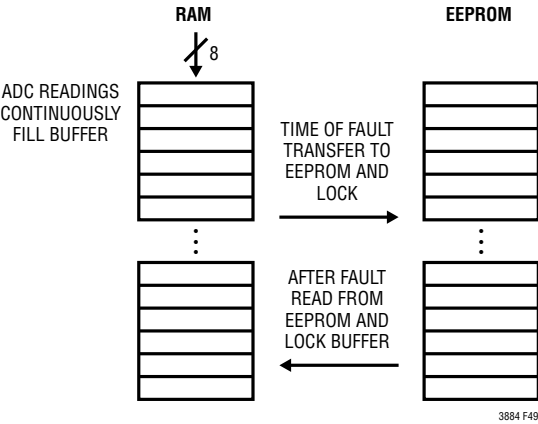 RAM
EEPROM
8
ADC READINGS
CONTINUOUSLY
FILL BUFFER
TIME OF FAULT
TRANSFER TO
EEPROM AND
LOCK
AFTER FAULT
READ FROM
EEPROM AND
LOCK BUFFER
3884 F49